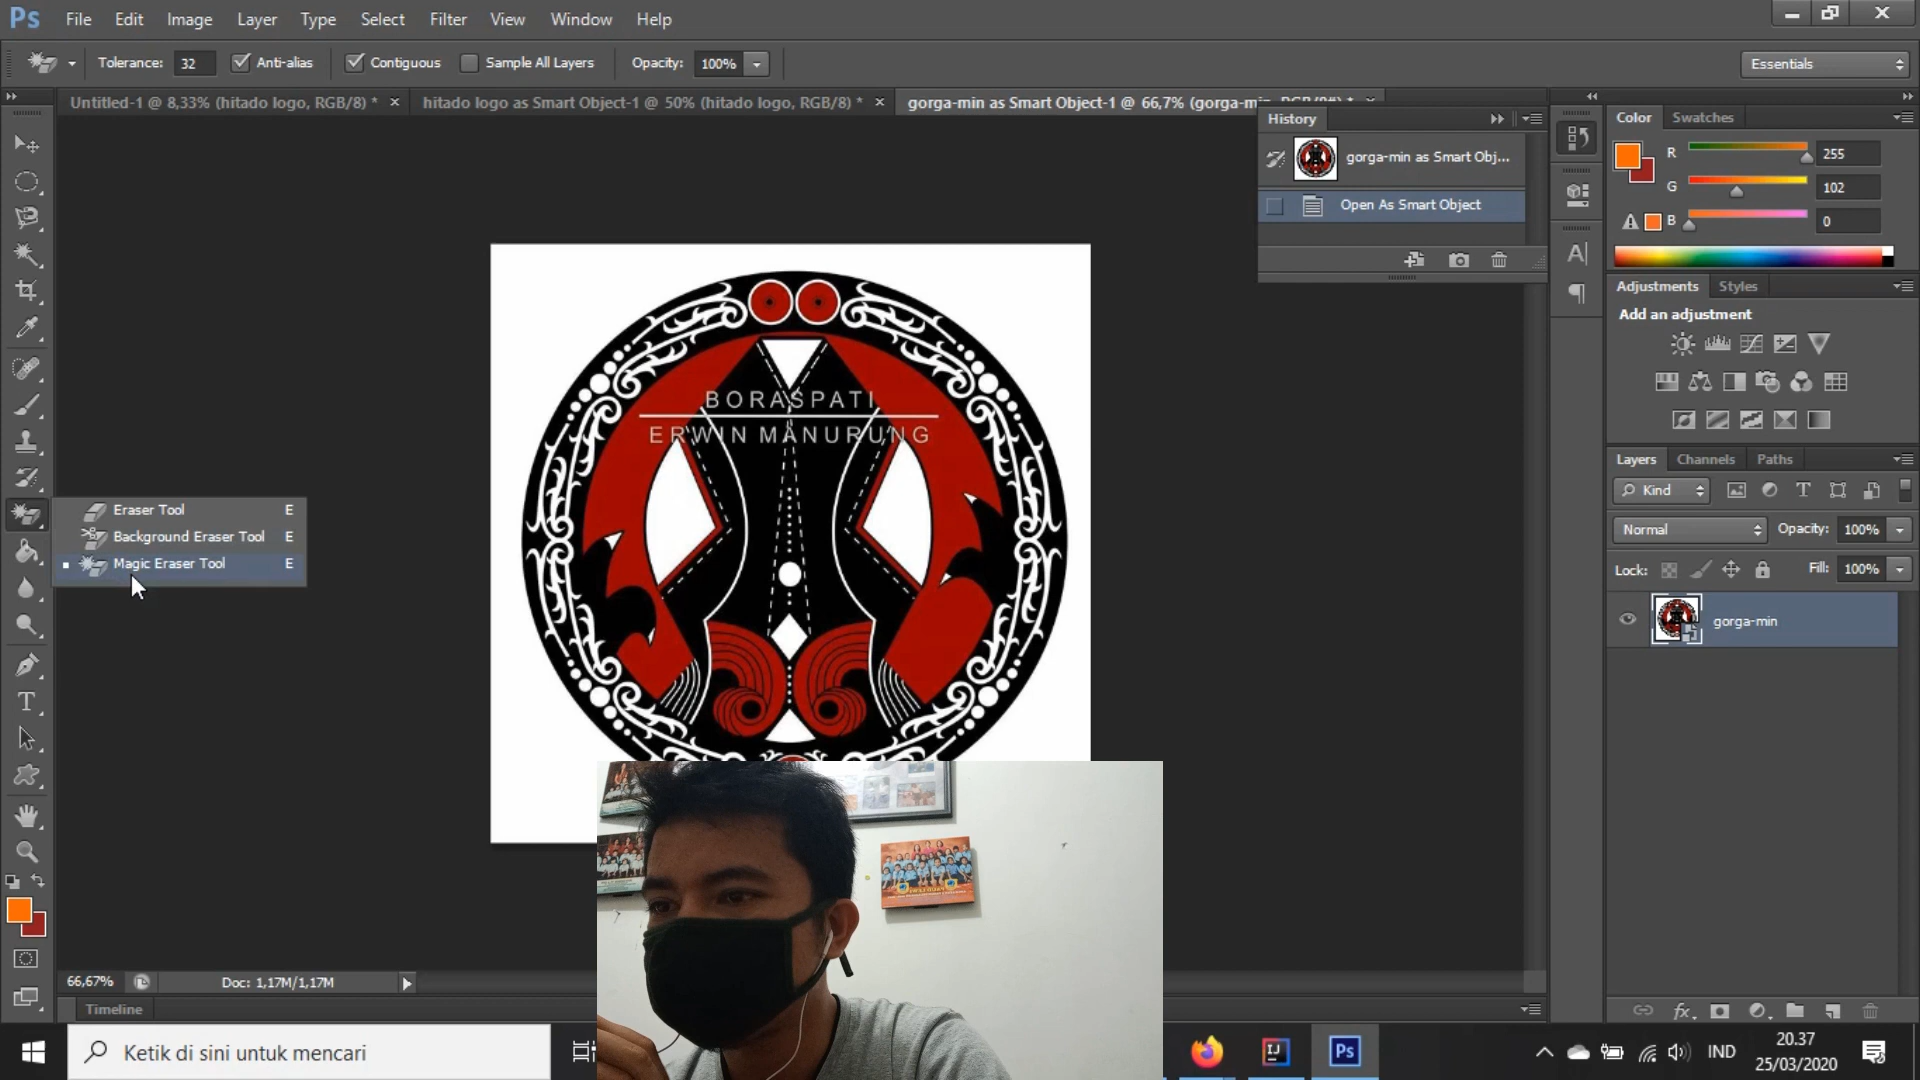 Ps File Edit Image Layer Type Select Filter View Window Help
Tolerance: 32 Anti-alias Contiguous Sample All Layers Opacity: 100% Essentials
Untitled-1 @ 8,33% (hitado logo, RGB/8) * × hitado logo as Smart Object-1 @ 50% (hitado logo, RGB/8) * × gorga-min as Smart Object-1 @ 66,7% (gorga-min, RGB/8#) * ×
History
gorga-min as Smart Obj...
Open As Smart Object
Color Swatches
R 255
G 102
B 0
Adjustments Styles
Add an adjustment
Layers Channels Paths
Kind
Normal Opacity: 100%
Lock: Fill: 100%
gorga-min
BORASPATI
ERWIN MANURUNG
Eraser Tool E
Background Eraser Tool E
Magic Eraser Tool E
66,67% Doc: 1,17M/1,17M
Timeline
Ketik di sini untuk mencari
IJ
Ps
IND
20.37
25/03/2020